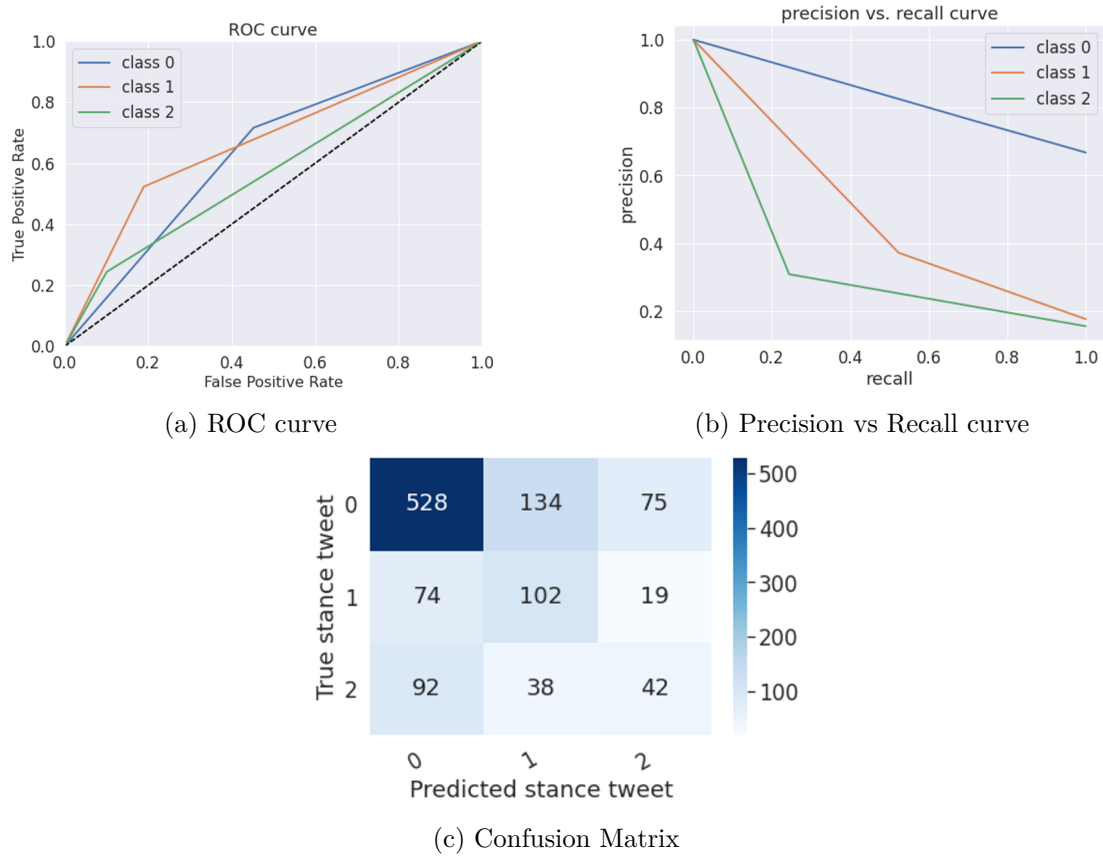 ROC curve
1.0
0.8
0.6
0.4
0.2
0.0
True Positive Rate
class 0
class 1
class 2
0.0 0.2 0.4 0.6 0.8 1.0
False Positive Rate
(a) ROC curve
precision vs. recall curve
1.0
0.8
0.6
0.4
0.2
precision
class 0
class 1
class 2
0.0 0.2 0.4 0.6 0.8 1.0
recall
(b) Precision vs Recall curve
True stance tweet
0 528 134 75
1 74 102 19
2 92 38 42
0 1 2
Predicted stance tweet
500
400
300
200
100
(c) Confusion Matrix